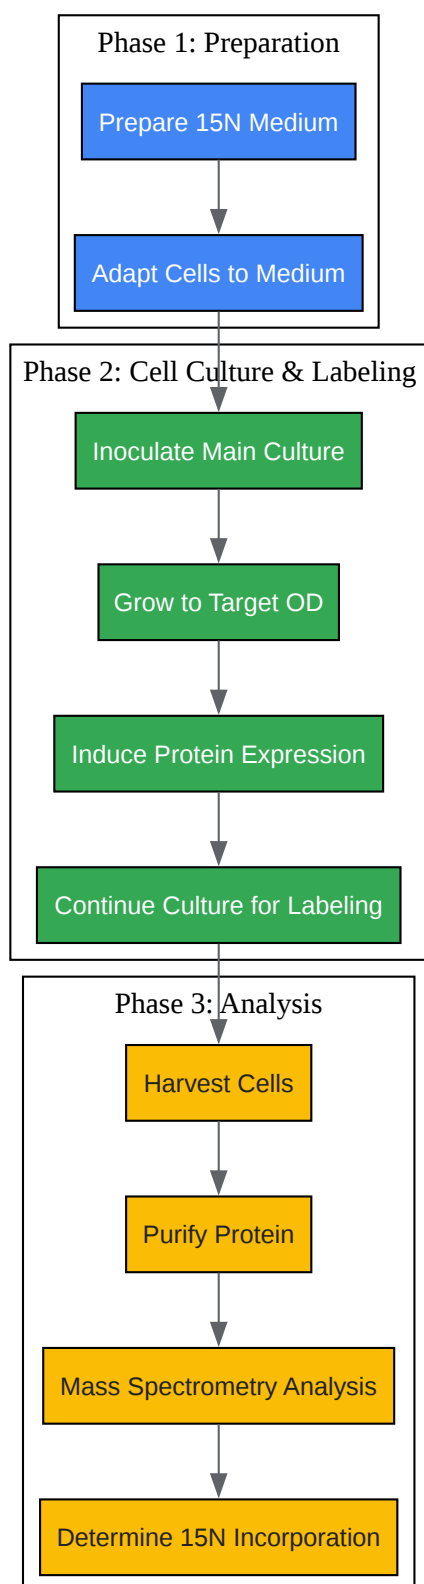 Phase 1: Preparation
Prepare 15N Medium
Adapt Cells to Medium
Phase 2: Cell Culture & Labeling
Inoculate Main Culture
Grow to Target OD
Induce Protein Expression
Continue Culture for Labeling
Phase 3: Analysis
Harvest Cells
Purify Protein
Mass Spectrometry Analysis
Determine 15N Incorporation